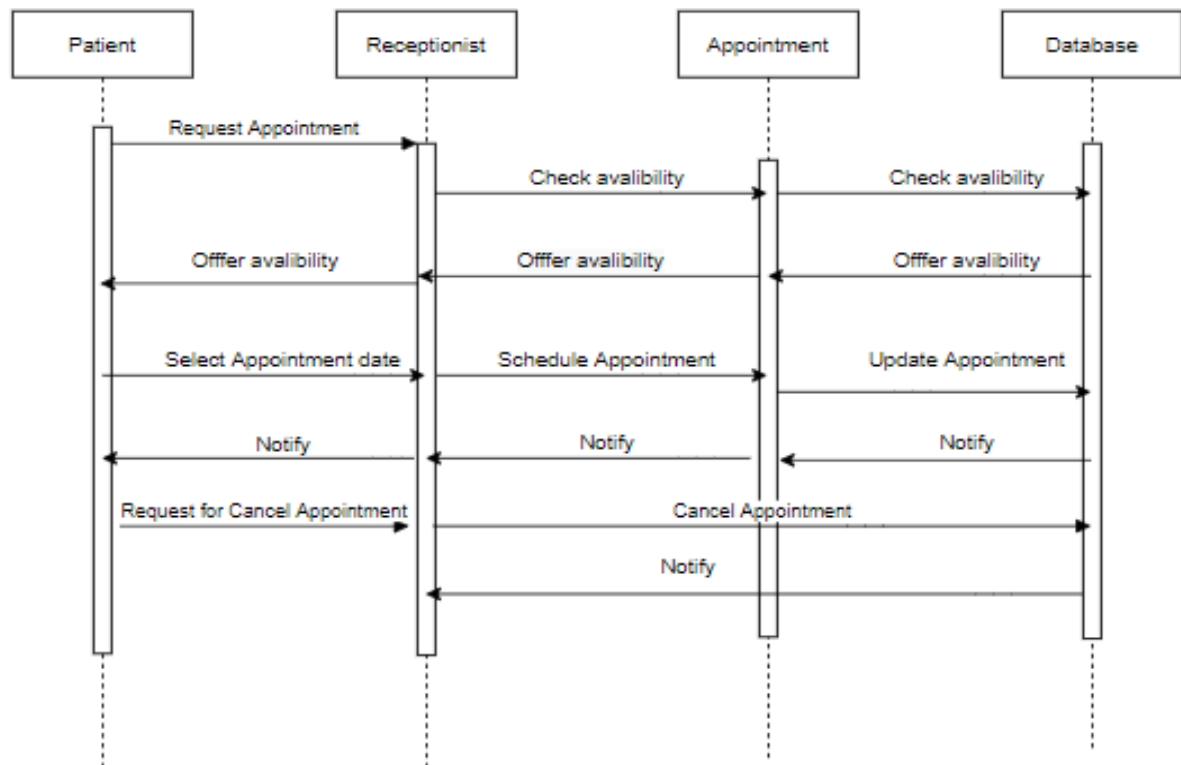 Patient
Receptionist
Appointment
Database
Request Appointment
Check avalibility
Check avalibility
Offfer avalibility
Offfer avalibility
Offfer avalibility
Select Appointment date
Schedule Appointment
Update Appointment
Notify
Notify
Notify
Request for Cancel Appointment
Cancel Appointment
Notify